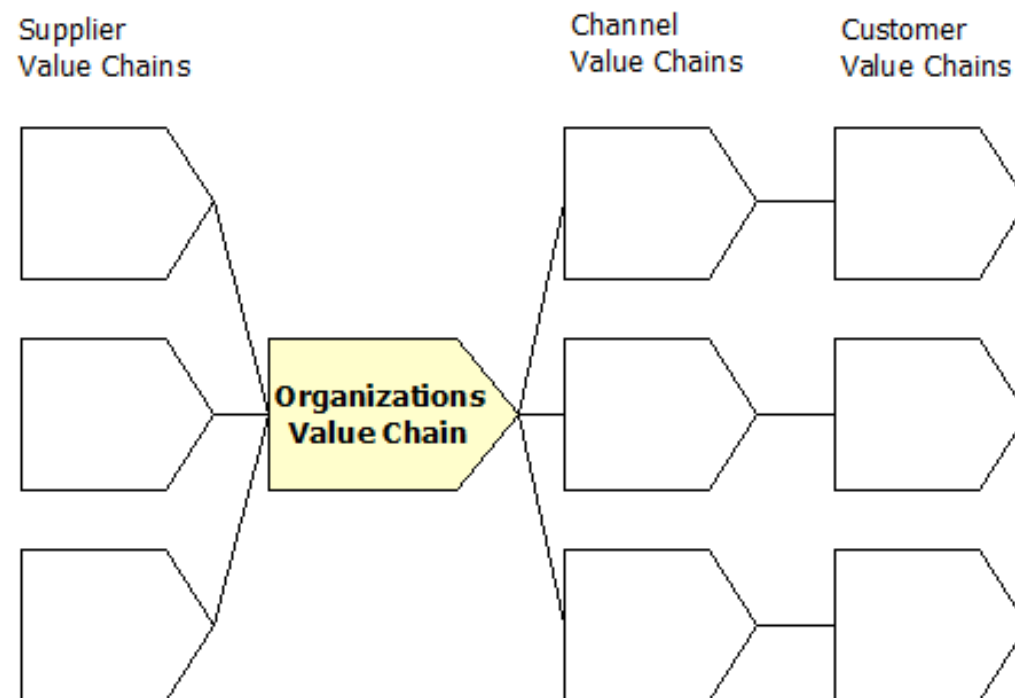 Supplier
Value Chains
Channel
Value Chains
Customer
Value Chains
Organizations
Value Chain